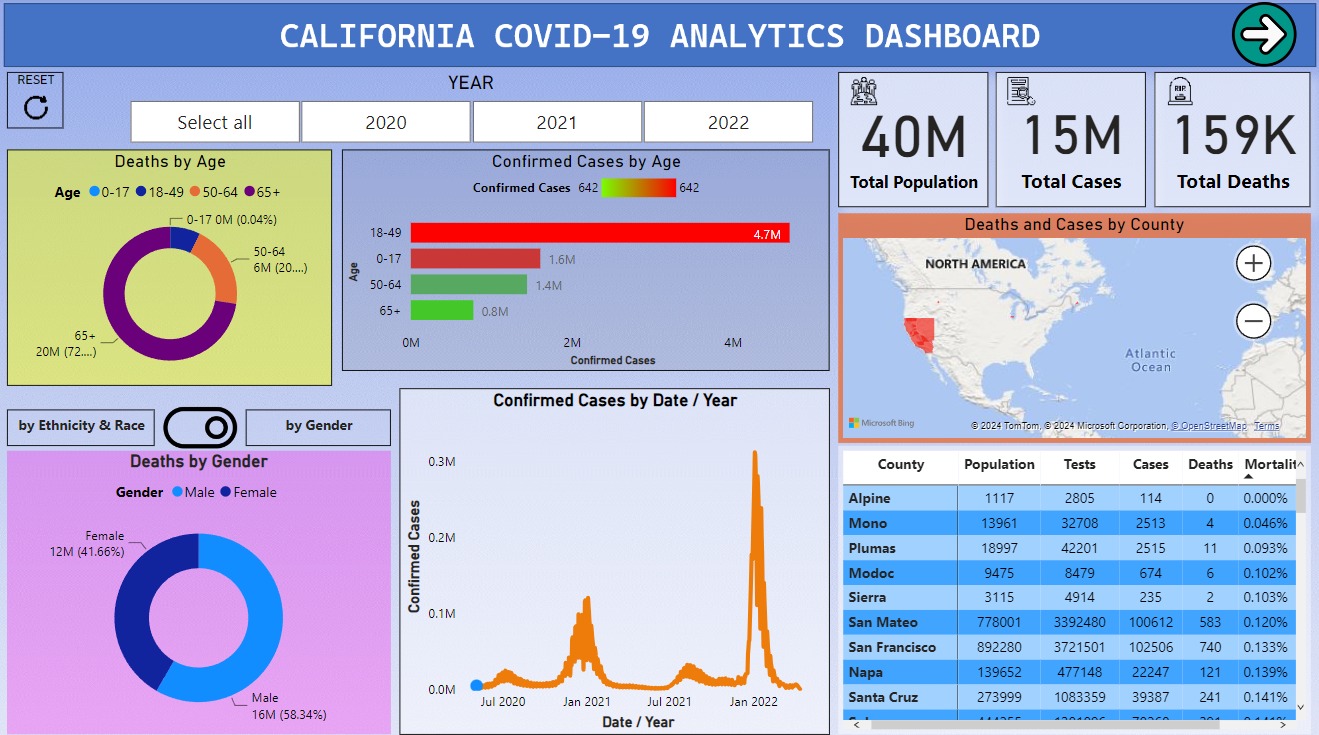 CALIFORNIA COVID-19 ANALYTICS DASHBOARD
RESET
YEAR
Select all
2020
2021
2022
40M
Total Population
15M
Total Cases
RIP
159K
Total Deaths
Deaths by Age
Age 0-17 18-49 50-64 65+
0-17 0M (0.04%)
50-64
6M (20....)
65+
20M (72....)
Confirmed Cases by Age
Confirmed Cases 642 642
Age
18-49 4.7M
0-17 1.6M
50-64 1.4M
65+ 0.8M
0M 2M 4M
Confirmed Cases
Deaths and Cases by County
NORTH AMERICA
Atlantic
Ocean
Microsoft Bing
© 2024 TomTom, © 2024 Microsoft Corporation, © OpenStreetMap Terms
by Ethnicity & Race
by Gender
Deaths by Gender
Gender Male Female
Female
12M (41.66%)
Male
16M (58.34%)
Confirmed Cases by Date / Year
Confirmed Cases
0.3M
0.2M
0.1M
0.0M
Jul 2020 Jan 2021 Jul 2021 Jan 2022
Date / Year
County Population Tests Cases Deaths Mortalit
Alpine 1117 2805 114 0 0.000%
Mono 13961 32708 2513 4 0.046%
Plumas 18997 42201 2515 11 0.093%
Modoc 9475 8479 674 6 0.102%
Sierra 3115 4914 235 2 0.103%
San Mateo 778001 3392480 100612 583 0.120%
San Francisco 892280 3721501 102506 740 0.133%
Napa 139652 477148 22247 121 0.139%
Santa Cruz 273999 1083359 39387 241 0.141%